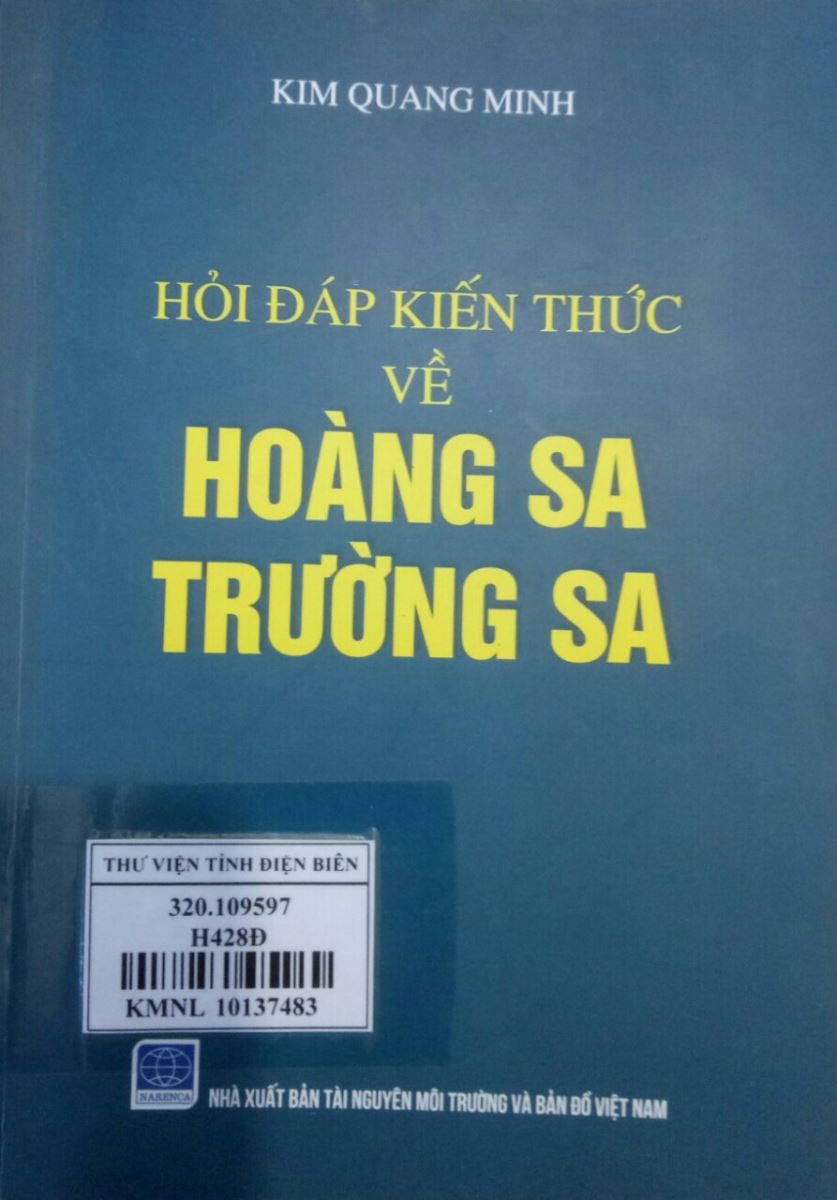 KIM QUANG MINH
HỎI ĐÁP KIẾN THỨC
VỀ
HOÀNG SA
TRƯỜNG SA
THƯ VIỆN TỈNH ĐIỆN BIÊN
320.109597
H428Đ
KMNL 10137483
NARENCA
NHÀ XUẤT BẢN TÀI NGUYÊN MÔI TRƯỜNG VÀ BẢN ĐỒ VIỆT NAM